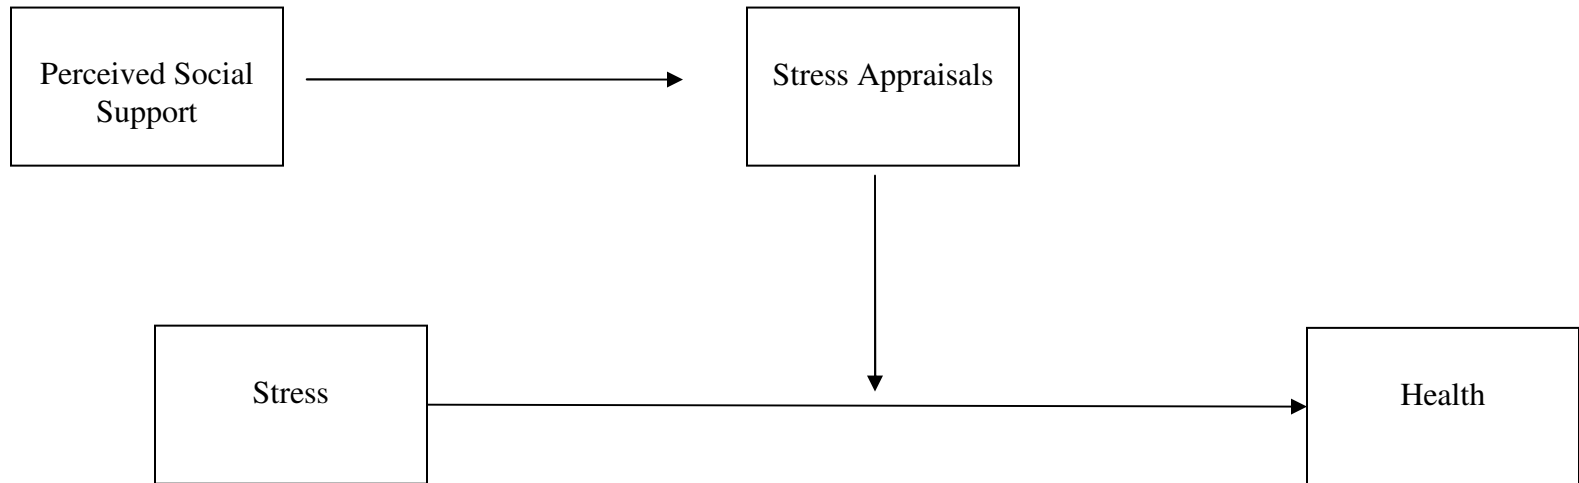 Perceived Social
Support
Stress Appraisals
Stress
Health